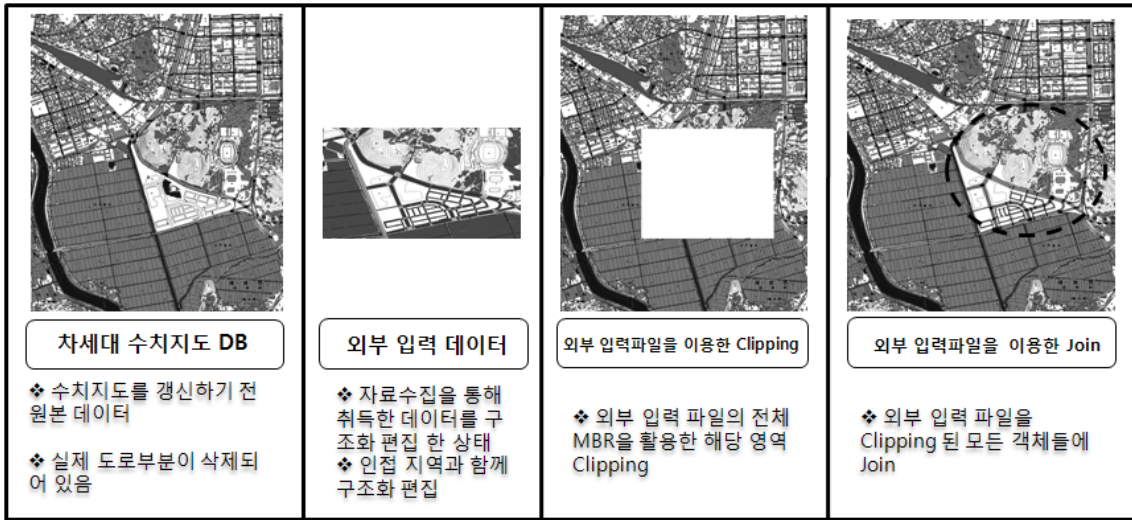 차세대 수치지도 DB
❖ 수치지도를 갱신하기 전
원본 데이터
❖ 실제 도로부분이 삭제되
어 있음
외부 입력 데이터
❖ 자료수집을 통해
취득한 데이터를 구
조화 편집 한 상태
❖ 인접 지역과 함께
구조화 편집
외부 입력파일을 이용한 Clipping
❖ 외부 입력 파일의 전체
MBR을 활용한 해당 영역
Clipping
외부 입력파일을 이용한 Join
❖ 외부 입력 파일을
Clipping 된 모든 객체들에
Join